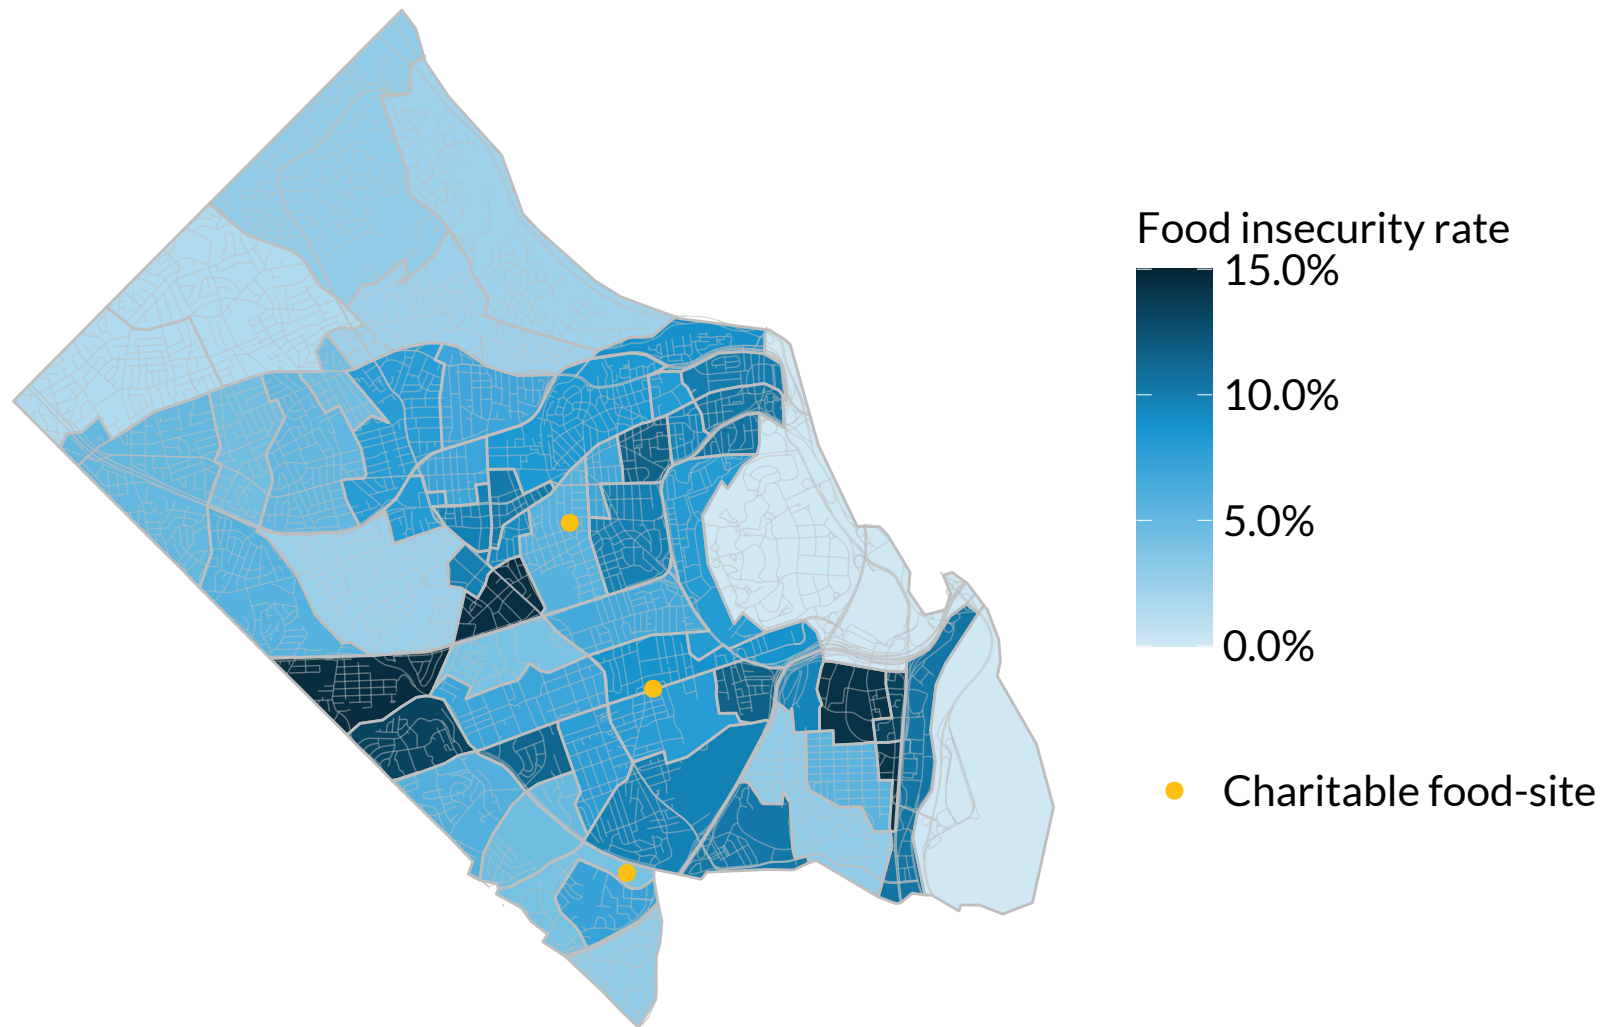 Food insecurity rate
15.0%
10.0%
5.0%
0.0%
Charitable food-site